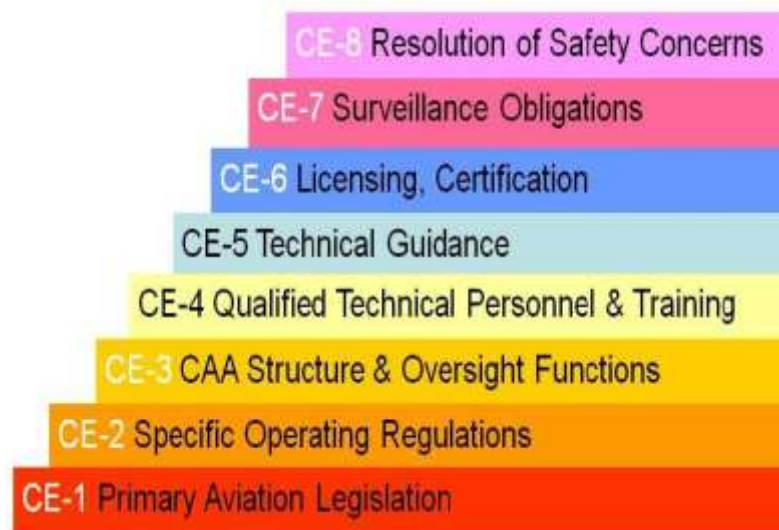 CE-8 Resolution of Safety Concerns
CE-7 Surveillance Obligations
CE-6 Licensing, Certification
CE-5 Technical Guidance
CE-4 Qualified Technical Personnel & Training
CE-3 CAA Structure & Oversight Functions
CE-2 Specific Operating Regulations
CE-1 Primary Aviation Legislation